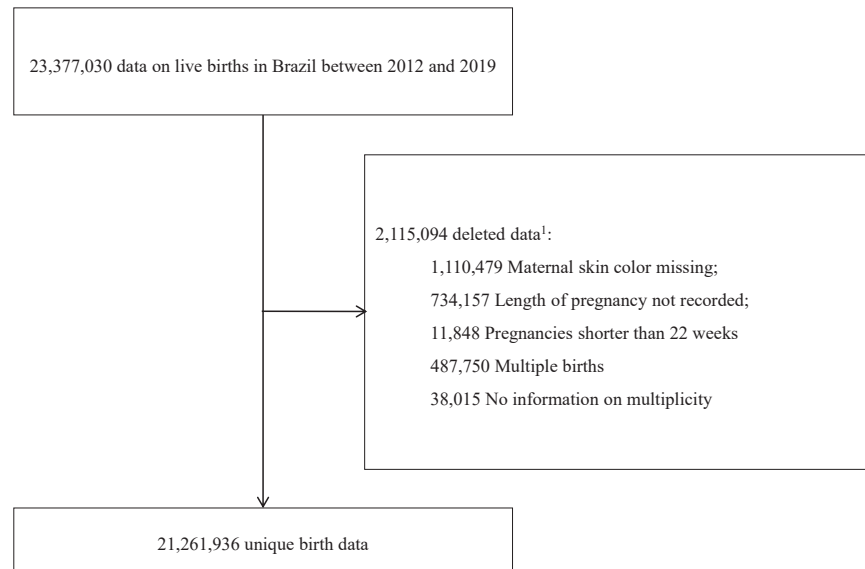 23,377,030 data on live births in Brazil between 2012 and 2019
2,115,094 deleted data¹:
1,110,479 Maternal skin color missing;
734,157 Length of pregnancy not recorded;
11,848 Pregnancies shorter than 22 weeks
487,750 Multiple births
38,015 No information on multiplicity
21,261,936 unique birth data